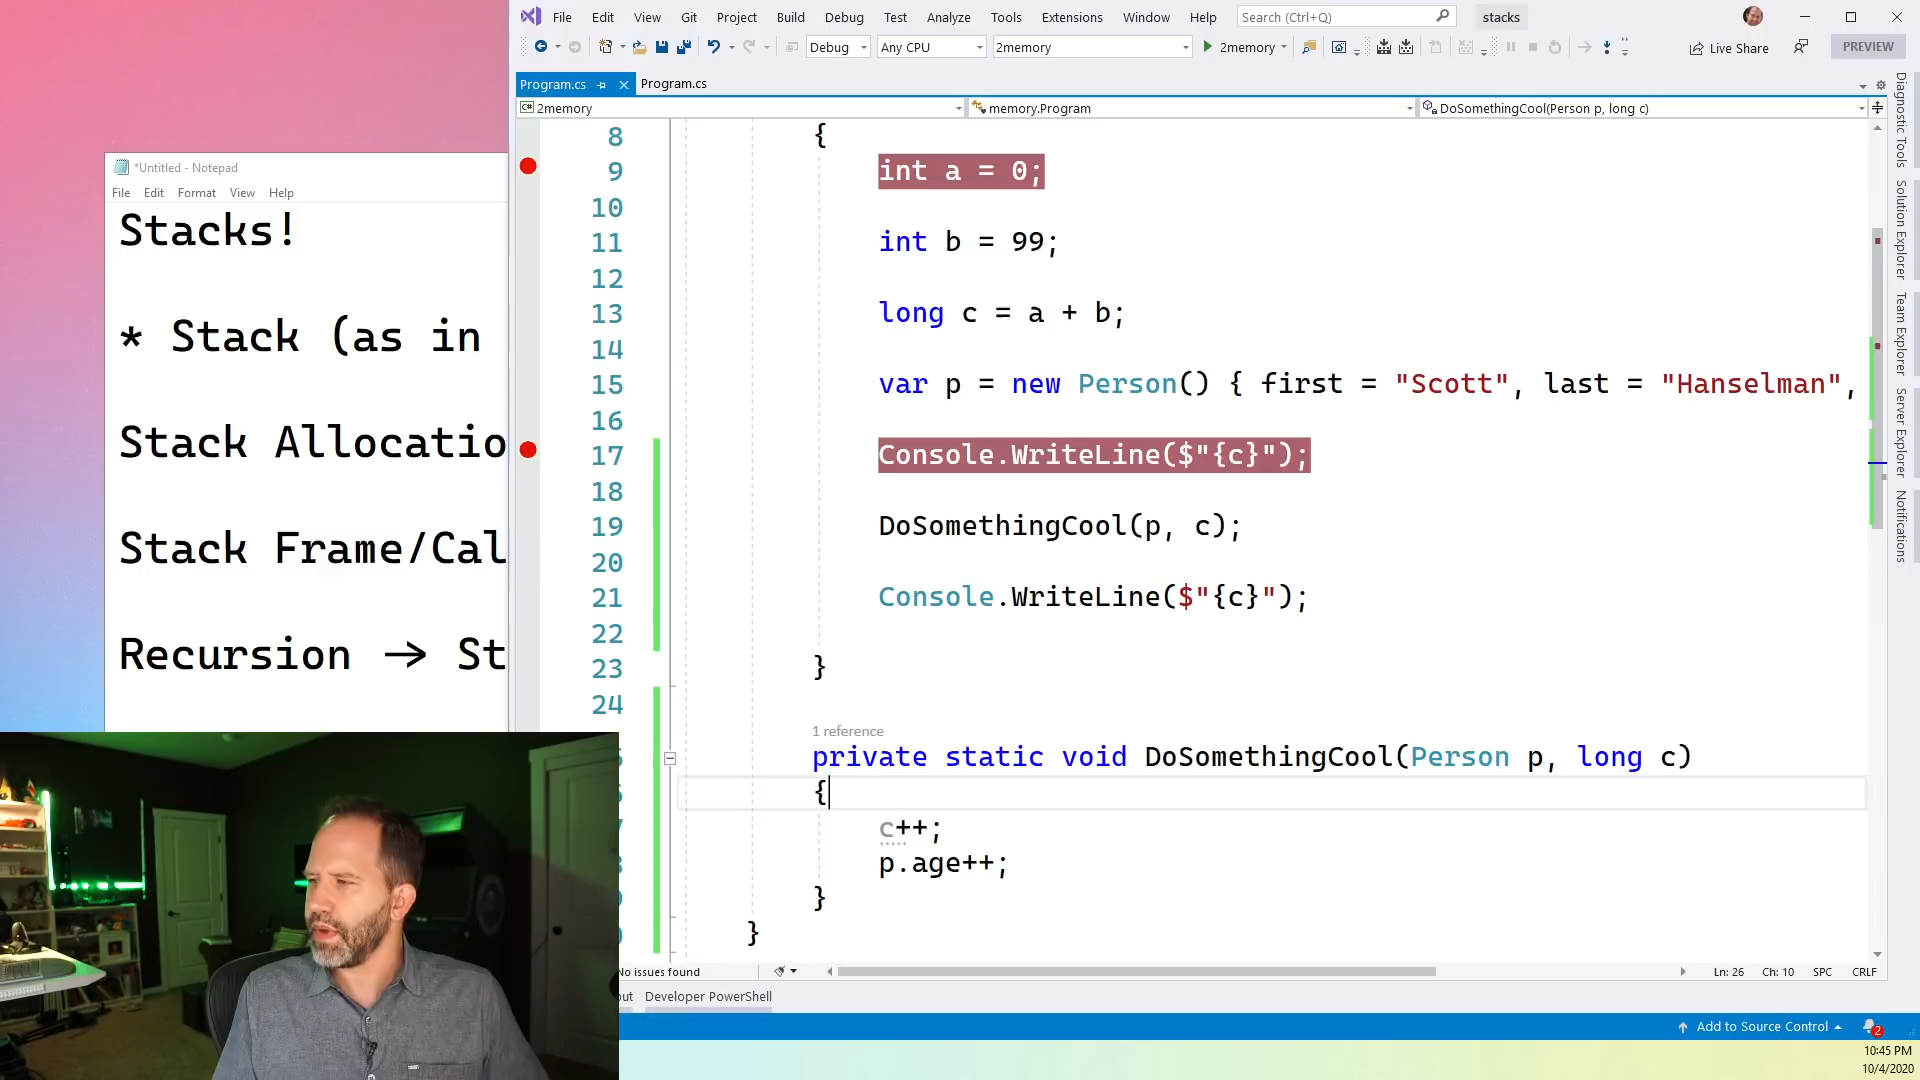 File Edit View Git Project Build Debug Test Analyze Tools Extensions Window Help Search (Ctrl+Q) stacks
Debug Any CPU 2memory 2memory Live Share PREVIEW
Program.cs Program.cs
C# 2memory memory.Program DoSomethingCool(Person p, long c)
*Untitled - Notepad
File Edit Format View Help
Stacks!
* Stack (as in
Stack Allocatio
Stack Frame/Cal
Recursion -> St
8 {
9 int a = 0;
10
11 int b = 99;
12
13 long c = a + b;
14
15 var p = new Person() { first = "Scott", last = "Hanselman",
16
17 Console.WriteLine($"{c}");
18
19 DoSomethingCool(p, c);
20
21 Console.WriteLine($"{c}");
22
23 }
24
1 reference
private static void DoSomethingCool(Person p, long c)
{
c++;
p.age++;
}
}
Diagnostic Tools
Solution Explorer
Team Explorer
Server Explorer
Notifications
No issues found Ln: 26 Ch: 10 SPC CRLF
Developer PowerShell
Add to Source Control 2
10:45 PM
10/4/2020